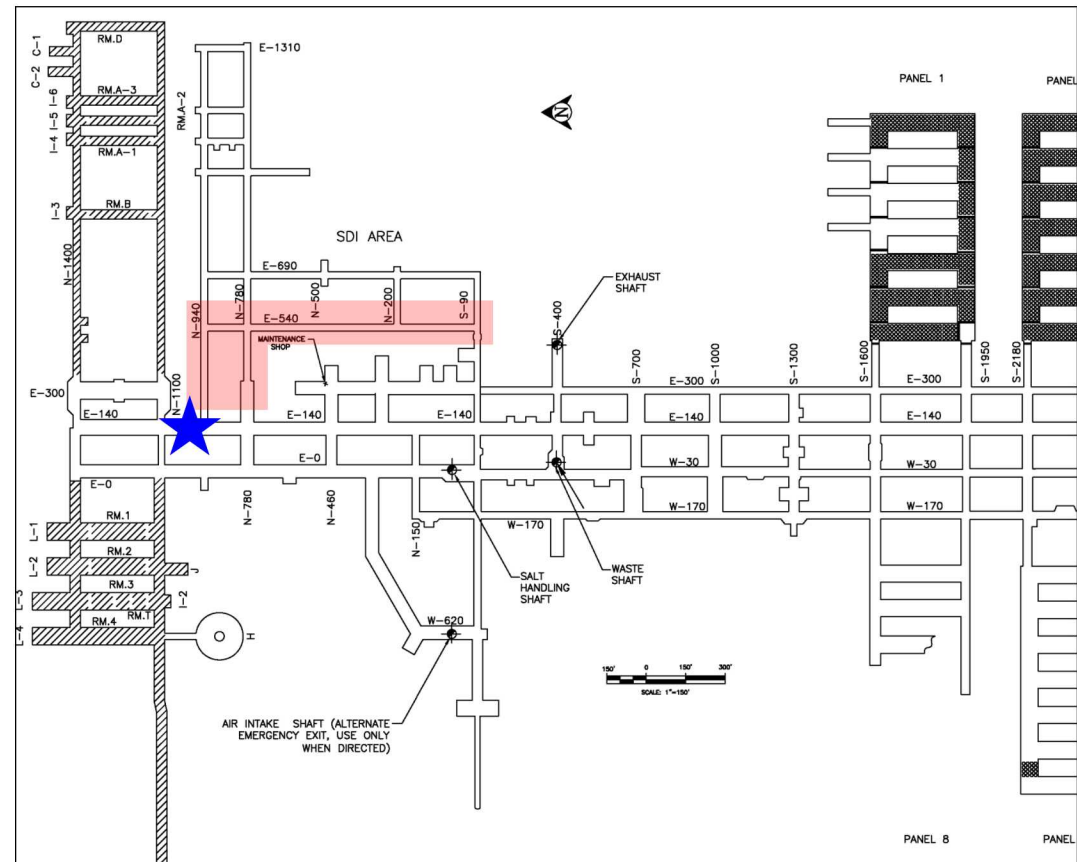 RM.D
E-1310
C-1
C-2
PANEL 1
PANEL
RM.A-3
I-6
I-5
I-4
RM.A-2
N
RM.A-1
RM.B
I-3
N-1400
SDI AREA
E-690
EXHAUST
SHAFT
N-940
N-780
N-500
N-200
S-90
S-400
E-540
MAINTENANCE
SHOP
S-700
S-1000
S-1300
S-1600
S-1950
S-2180
E-300
N-1100
E-300
E-300
E-140
E-140
E-140
E-140
E-140
E-0
W-30
W-30
E-0
N-780
N-460
N-150
W-170
W-170
W-170
RM.1
L-1
RM.2
L-2
J
RM.3
L-3
I-2
RM.T
RM.4
L-4
H
SALT
HANDLING
SHAFT
WASTE
SHAFT
W-620
150' 0 150' 300'
SCALE: 1"=150'
AIR INTAKE SHAFT (ALTERNATE
EMERGENCY EXIT, USE ONLY
WHEN DIRECTED)
PANEL 8
PANEL